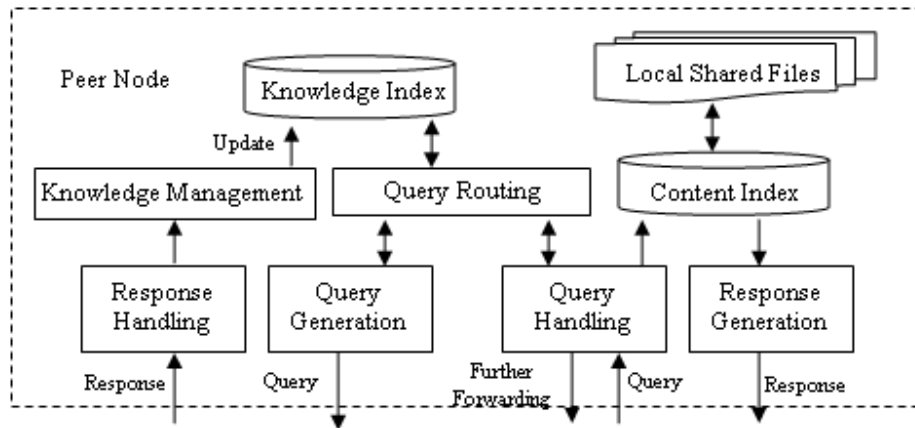 Peer Node
Knowledge Index
Local Shared Files
Update
Knowledge Management
Query Routing
Content Index
Response
Handling
Query
Generation
Query
Handling
Response
Generation
Response
Query
Further
Forwarding
Query
Response